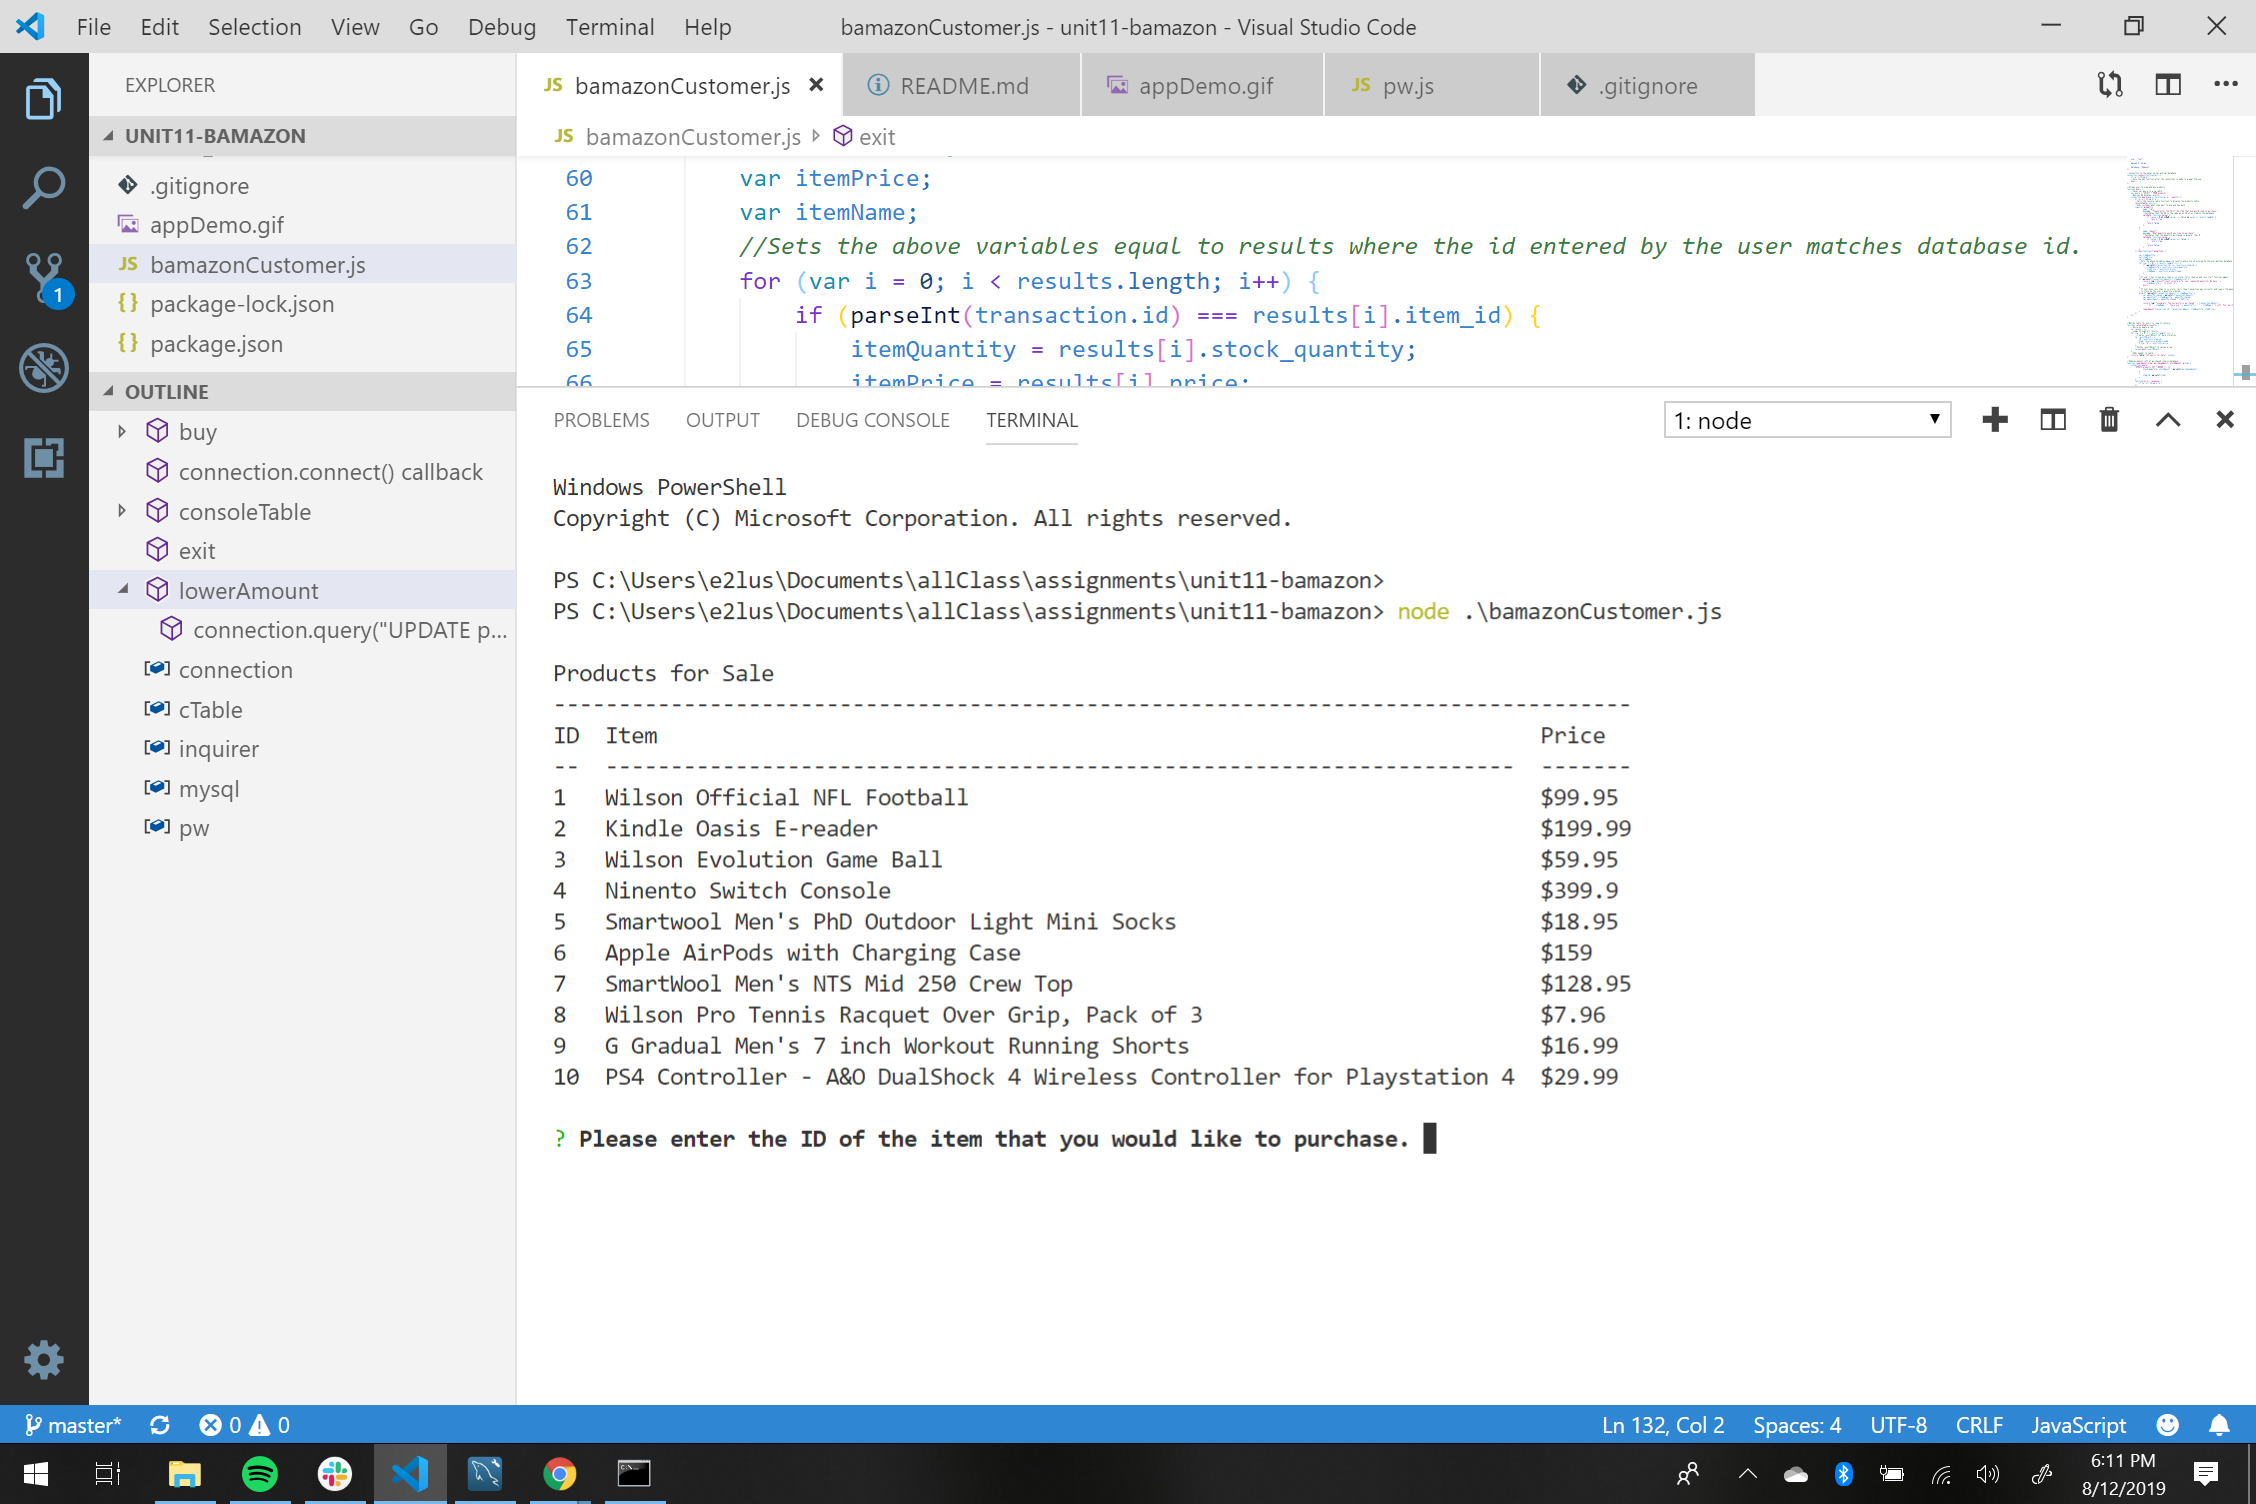 File Edit Selection View Go Debug Terminal Help bamazonCustomer.js - unit11-bamazon - Visual Studio Code
EXPLORER
UNIT11-BAMAZON
.gitignore
appDemo.gif
JS bamazonCustomer.js
{} package-lock.json
{} package.json
1
OUTLINE
buy
connection.connect() callback
consoleTable
exit
lowerAmount
connection.query("UPDATE p...
connection
cTable
inquirer
mysql
pw
JS bamazonCustomer.js README.md appDemo.gif JS pw.js .gitignore
JS bamazonCustomer.js exit
60 var itemPrice;
61 var itemName;
62 //Sets the above variables equal to results where the id entered by the user matches database id.
63 for (var i = 0; i < results.length; i++) {
64 if (parseInt(transaction.id) === results[i].item_id) {
65 itemQuantity = results[i].stock_quantity;
66 itemPrice = results[i].price;
PROBLEMS OUTPUT DEBUG CONSOLE TERMINAL 1: node
Windows PowerShell
Copyright (C) Microsoft Corporation. All rights reserved.
PS C:\Users\e2lus\Documents\allClass\assignments\unit11-bamazon>
PS C:\Users\e2lus\Documents\allClass\assignments\unit11-bamazon> node .\bamazonCustomer.js
Products for Sale
-----------------------------------------------------------------------------------
ID Item Price
-- ---------------------------------------------------------------------- -------
1 Wilson Official NFL Football $99.95
2 Kindle Oasis E-reader $199.99
3 Wilson Evolution Game Ball $59.95
4 Ninento Switch Console $399.9
5 Smartwool Men's PhD Outdoor Light Mini Socks $18.95
6 Apple AirPods with Charging Case $159
7 SmartWool Men's NTS Mid 250 Crew Top $128.95
8 Wilson Pro Tennis Racquet Over Grip, Pack of 3 $7.96
9 G Gradual Men's 7 inch Workout Running Shorts $16.99
10 PS4 Controller - A&O DualShock 4 Wireless Controller for Playstation 4 $29.99
? Please enter the ID of the item that you would like to purchase.
master* 0 0 Ln 132, Col 2 Spaces: 4 UTF-8 CRLF JavaScript
6:11 PM
8/12/2019